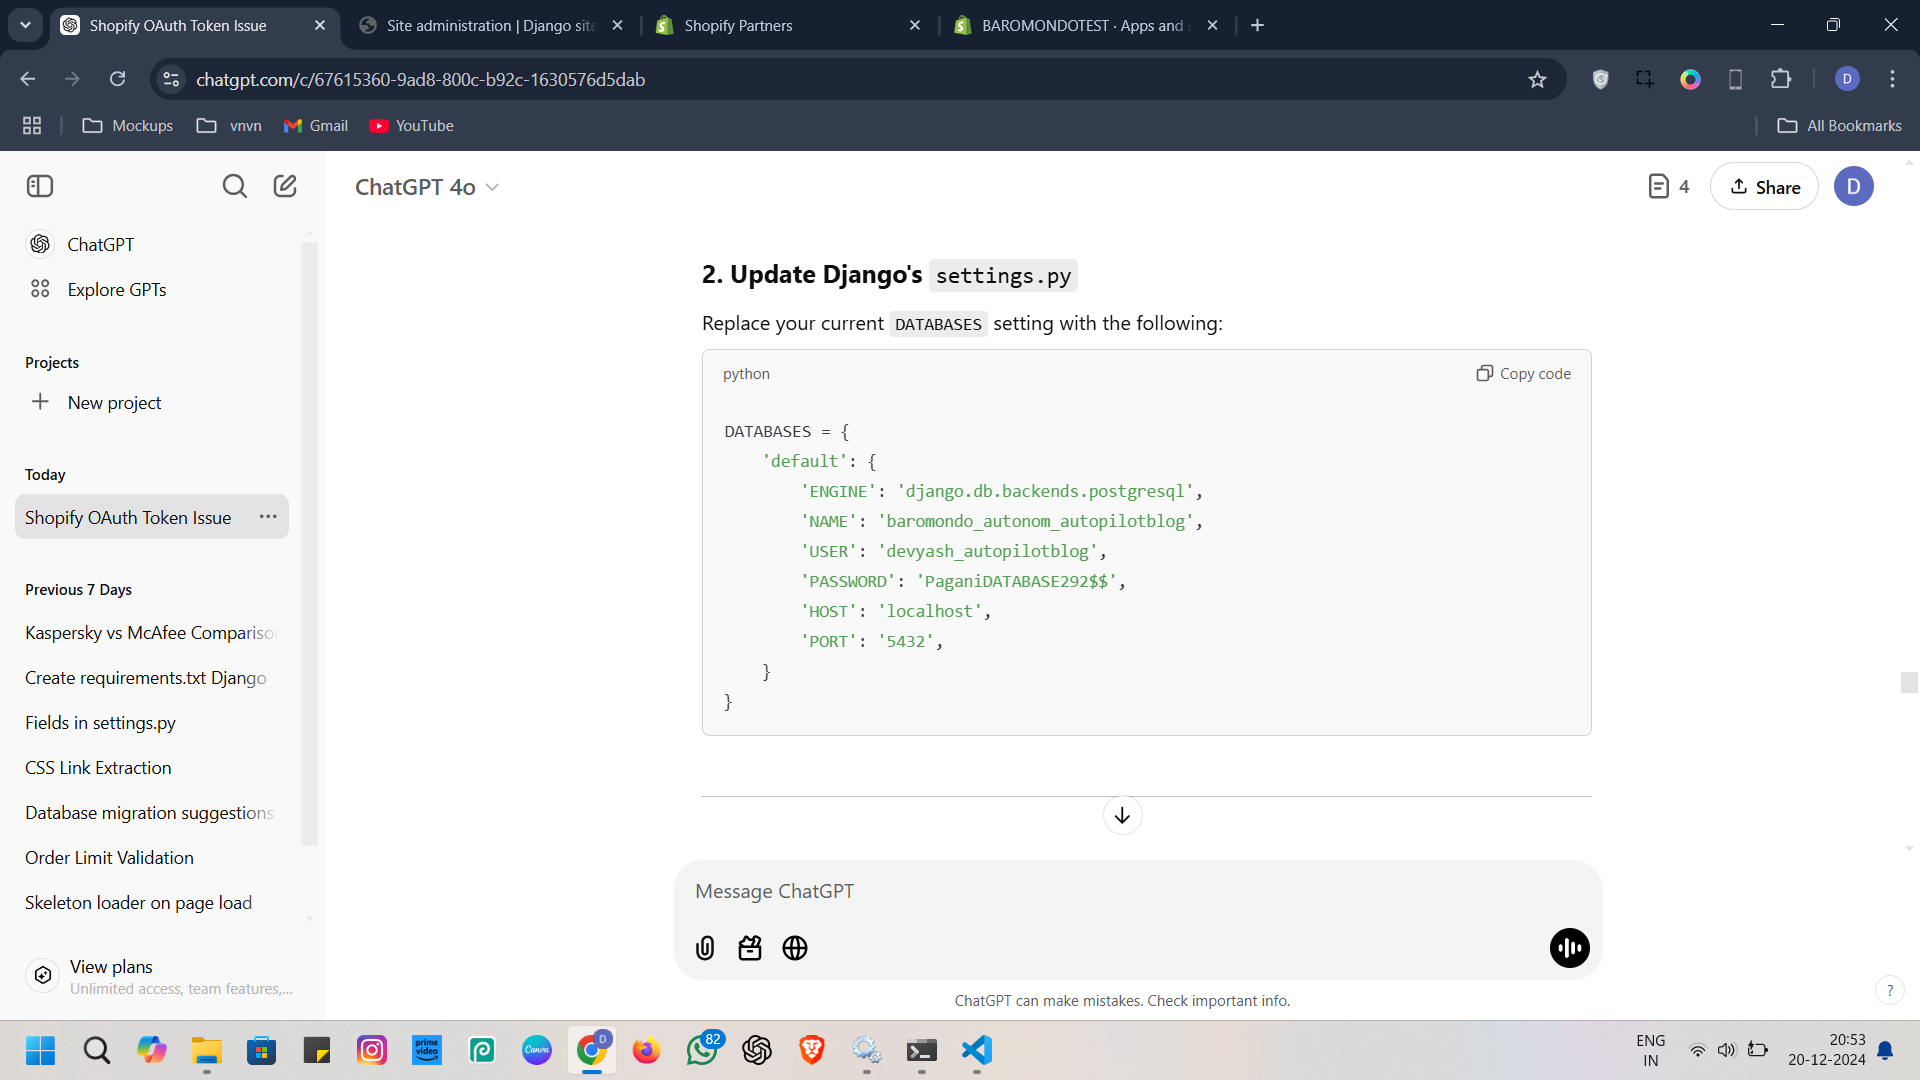 Shopify OAuth Token Issue
Site administration | Django site
Shopify Partners
BAROMONDOTEST · Apps and s
chatgpt.com/c/67615360-9ad8-800c-b92c-1630576d5dab
D
Mockups
vnvn
Gmail
YouTube
All Bookmarks
ChatGPT 4o
4
Share
D
ChatGPT
Explore GPTs
Projects
New project
Today
Shopify OAuth Token Issue
Previous 7 Days
Kaspersky vs McAfee Compariso
Create requirements.txt Django
Fields in settings.py
CSS Link Extraction
Database migration suggestions
Order Limit Validation
Skeleton loader on page load
View plans
Unlimited access, team features,...
2. Update Django's settings.py
Replace your current DATABASES setting with the following:
python
Copy code
DATABASES = {
'default': {
'ENGINE': 'django.db.backends.postgresql',
'NAME': 'baromondo_autonom_autopilotblog',
'USER': 'devyash_autopilotblog',
'PASSWORD': 'PaganiDATABASE292$$',
'HOST': 'localhost',
'PORT': '5432',
}
}
Message ChatGPT
ChatGPT can make mistakes. Check important info.
?
prime video
Canva
D
82
ENG
IN
20:53
20-12-2024